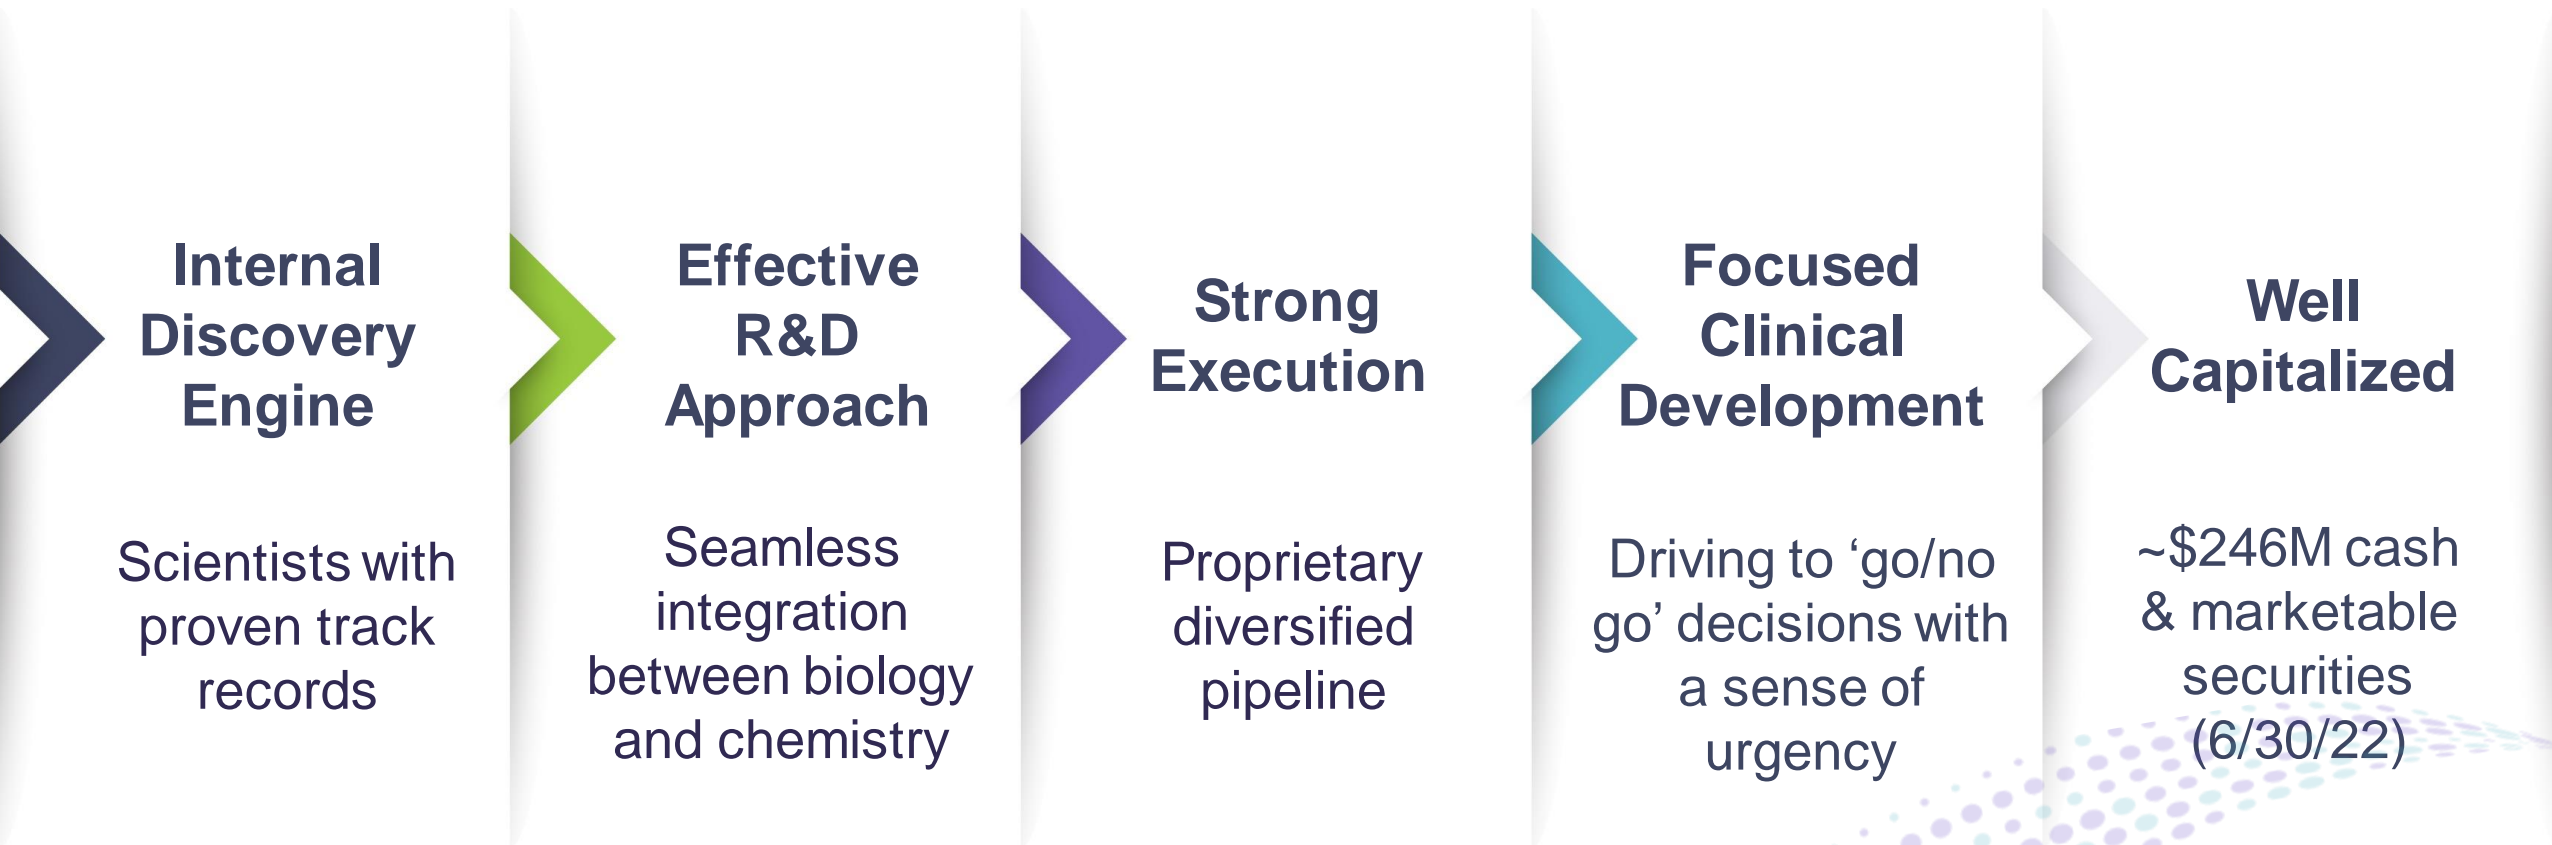 Internal
Discovery
Engine
Scientists with
proven track
records
Effective
R&D
Approach
Seamless
integration
between biology
and chemistry
Strong
Execution
Proprietary
diversified
pipeline
Focused
Clinical
Development
Driving to ‘go/no
go’ decisions with
a sense of
urgency
Well
Capitalized
~$246M cash
& marketable
securities
(6/30/22)